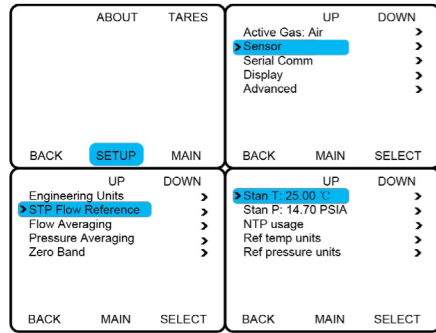 ABOUT TARES
BACK SETUP MAIN
UP DOWN
Active Gas: Air >
> Sensor >
Serial Comm >
Display >
Advanced >
BACK MAIN SELECT
UP DOWN
Engineering Units >
> STP Flow Reference >
Flow Averaging >
Pressure Averaging >
Zero Band >
BACK MAIN SELECT
UP DOWN
> Stan T: 25.00 ℃ >
Stan P: 14.70 PSIA >
NTP usage >
Ref temp units >
Ref pressure units >
BACK MAIN SELECT